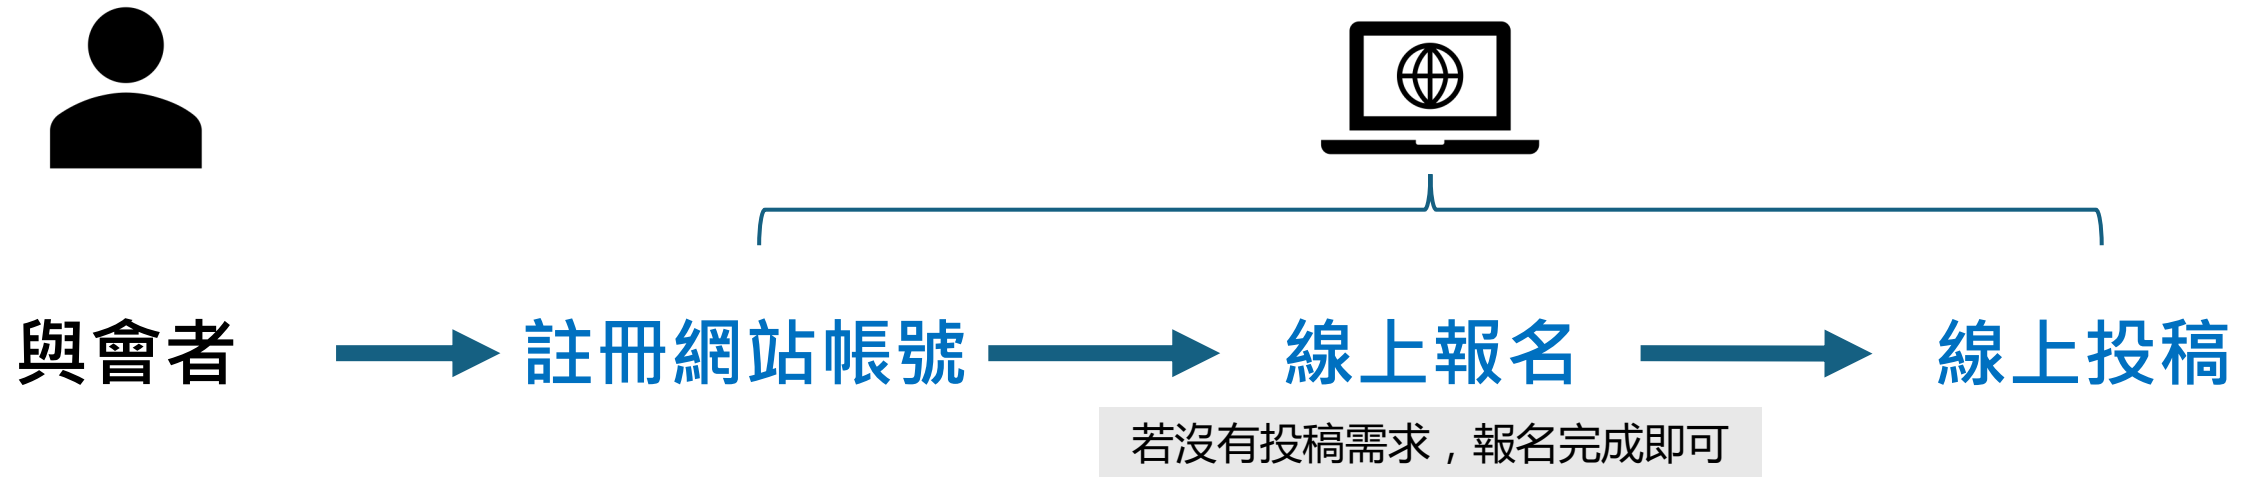 與會者
註冊網站帳號
線上報名
線上投稿
若沒有投稿需求，報名完成即可